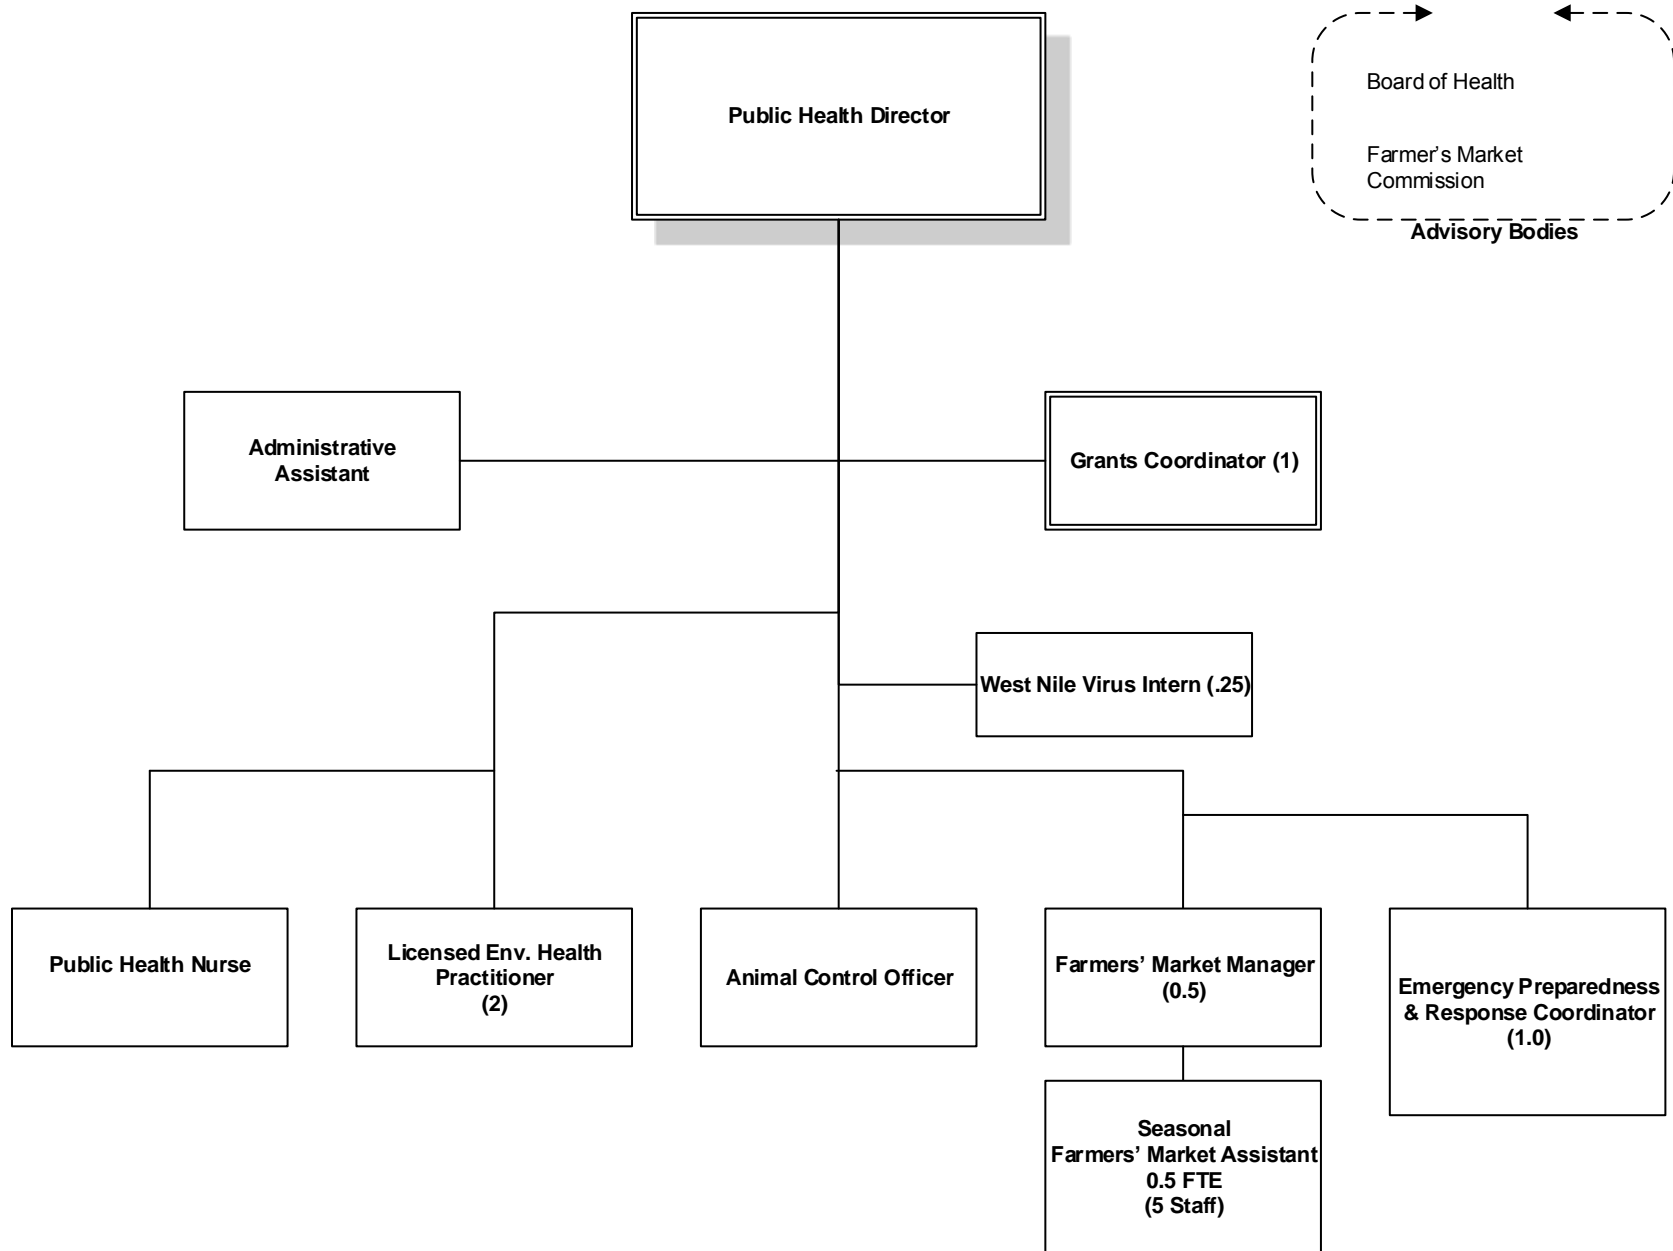 Public Health Director
Board of Health
Farmer's Market
Commission
Advisory Bodies
Administrative
Assistant
Grants Coordinator (1)
West Nile Virus Intern (.25)
Public Health Nurse
Licensed Env. Health
Practitioner
(2)
Animal Control Officer
Farmers' Market Manager
(0.5)
Emergency Preparedness
& Response Coordinator
(1.0)
Seasonal
Farmers' Market Assistant
0.5 FTE
(5 Staff)